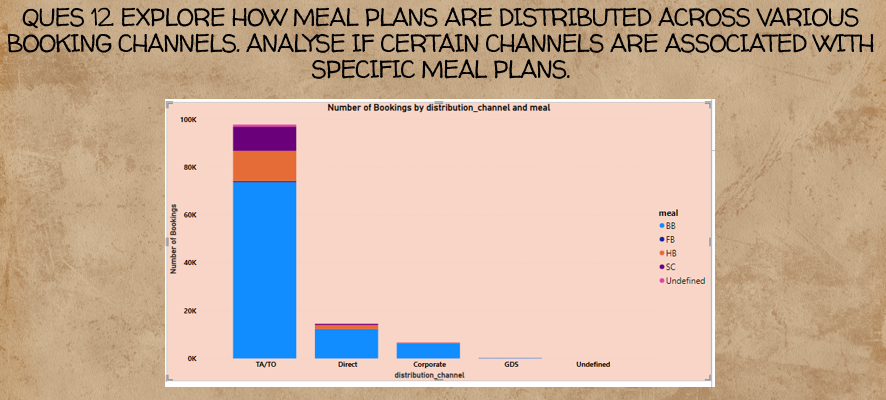 QUES 12. EXPLORE HOW MEAL PLANS ARE DISTRIBUTED ACROSS VARIOUS
BOOKING CHANNELS. ANALYSE IF CERTAIN CHANNELS ARE ASSOCIATED WITH
SPECIFIC MEAL PLANS.
Number of Bookings by distribution_channel and meal
100K
80K
60K
40K
20K
0K
Number of Bookings
TA/TO
Direct
Corporate
GDS
Undefined
distribution_channel
meal
BB
FB
HB
SC
Undefined